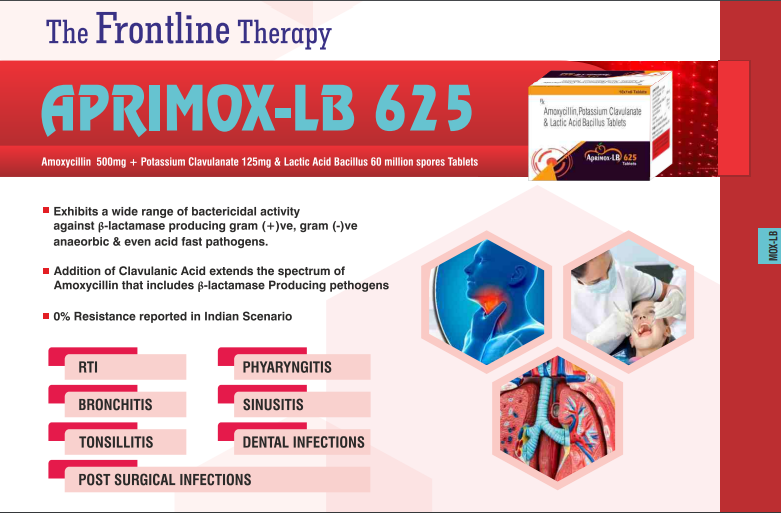 The Frontline Therapy
APRIMOX-LB 625
Amoxycillin 500mg + Potassium Clavulanate 125mg & Lactic Acid Bacillus 60 million spores Tablets
Amoxycillin, Potassium Clavulanate
& Lactic Acid Bacillus Tablets
APRIMOX-LB 625
Tablets
Exhibits a wide range of bactericidal activity
against β-lactamase producing gram (+)ve, gram (-)ve
anaeorbic & even acid fast pathogens.
Addition of Clavulanic Acid extends the spectrum of
Amoxycillin that includes β-lactamase Producing pethogens
0% Resistance reported in Indian Scenario
MOX-LB
RTI
PHYARYNGITIS
BRONCHITIS
SINUSITIS
TONSILLITIS
DENTAL INFECTIONS
POST SURGICAL INFECTIONS